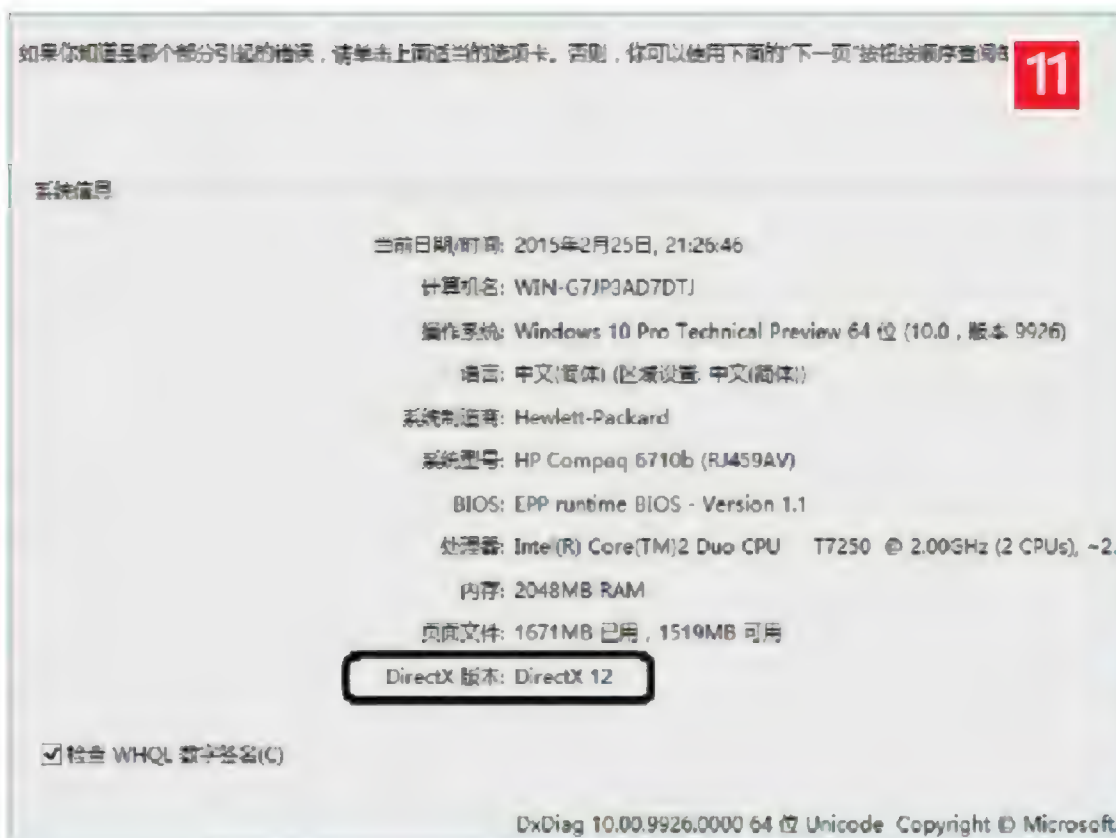 如果你知道是哪个部分引起的错误，请单击上面适当的选项卡。否则，你可以使用下面的"下一页"按钮按顺序查阅每
11
系统信息
当前日期/时间: 2015年2月25日, 21:26:46
计算机名: WIN-G7JP3AD7DTJ
操作系统: Windows 10 Pro Technical Preview 64 位 (10.0，版本 9926)
语言: 中文(简体) (区域设置: 中文(简体))
系统制造商: Hewlett-Packard
系统型号: HP Compaq 6710b (RJ459AV)
BIOS: EPP runtime BIOS - Version 1.1
处理器: Intel(R) Core(TM)2 Duo CPU T7250 @ 2.00GHz (2 CPUs), ~2.
内存: 2048MB RAM
页面文件: 1671MB 已用，1519MB 可用
DirectX 版本: DirectX 12
检查 WHQL 数字签名(C)
DxDiag 10.00.9926.0000 64 位 Unicode Copyright © Microsoft